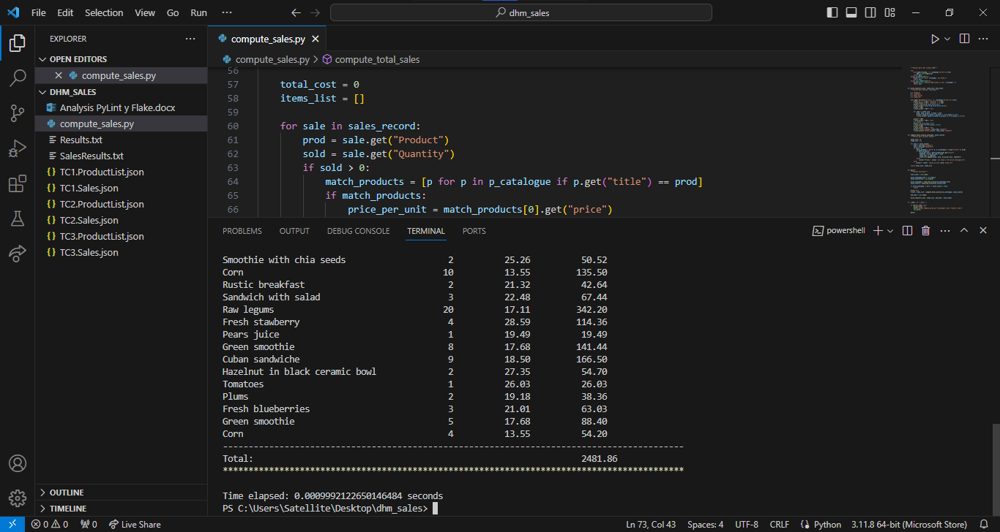 File Edit Selection View Go Run ··· dhm_sales
EXPLORER ···
OPEN EDITORS
compute_sales.py
DHM_SALES
Analysis PyLint y Flake.docx
compute_sales.py
Results.txt
SalesResults.txt
{} TC1.ProductList.json
{} TC1.Sales.json
{} TC2.ProductList.json
{} TC2.Sales.json
{} TC3.ProductList.json
{} TC3.Sales.json
OUTLINE
TIMELINE
compute_sales.py
compute_sales.py > compute_total_sales
56
57 total_cost = 0
58 items_list = []
59
60 for sale in sales_record:
61 prod = sale.get("Product")
62 sold = sale.get("Quantity")
63 if sold > 0:
64 match_products = [p for p in p_catalogue if p.get("title") == prod]
65 if match_products:
66 price_per_unit = match_products[0].get("price")
PROBLEMS OUTPUT DEBUG CONSOLE TERMINAL PORTS powershell
Smoothie with chia seeds 2 25.26 50.52
Corn 10 13.55 135.50
Rustic breakfast 2 21.32 42.64
Sandwich with salad 3 22.48 67.44
Raw legums 20 17.11 342.20
Fresh stawberry 4 28.59 114.36
Pears juice 1 19.49 19.49
Green smoothie 8 17.68 141.44
Cuban sandwiche 9 18.50 166.50
Hazelnut in black ceramic bowl 2 27.35 54.70
Tomatoes 1 26.03 26.03
Plums 2 19.18 38.36
Fresh blueberries 3 21.01 63.03
Green smoothie 5 17.68 88.40
Corn 4 13.55 54.20
------------------------------------------------------------------------------------------
Total: 2481.86
******************************************************************************************
Time elapsed: 0.0009992122650146484 seconds
PS C:\Users\Satellite\Desktop\dhm_sales>
0 0 0 Live Share Ln 73, Col 43 Spaces: 4 UTF-8 CRLF Python 3.11.8 64-bit (Microsoft Store)